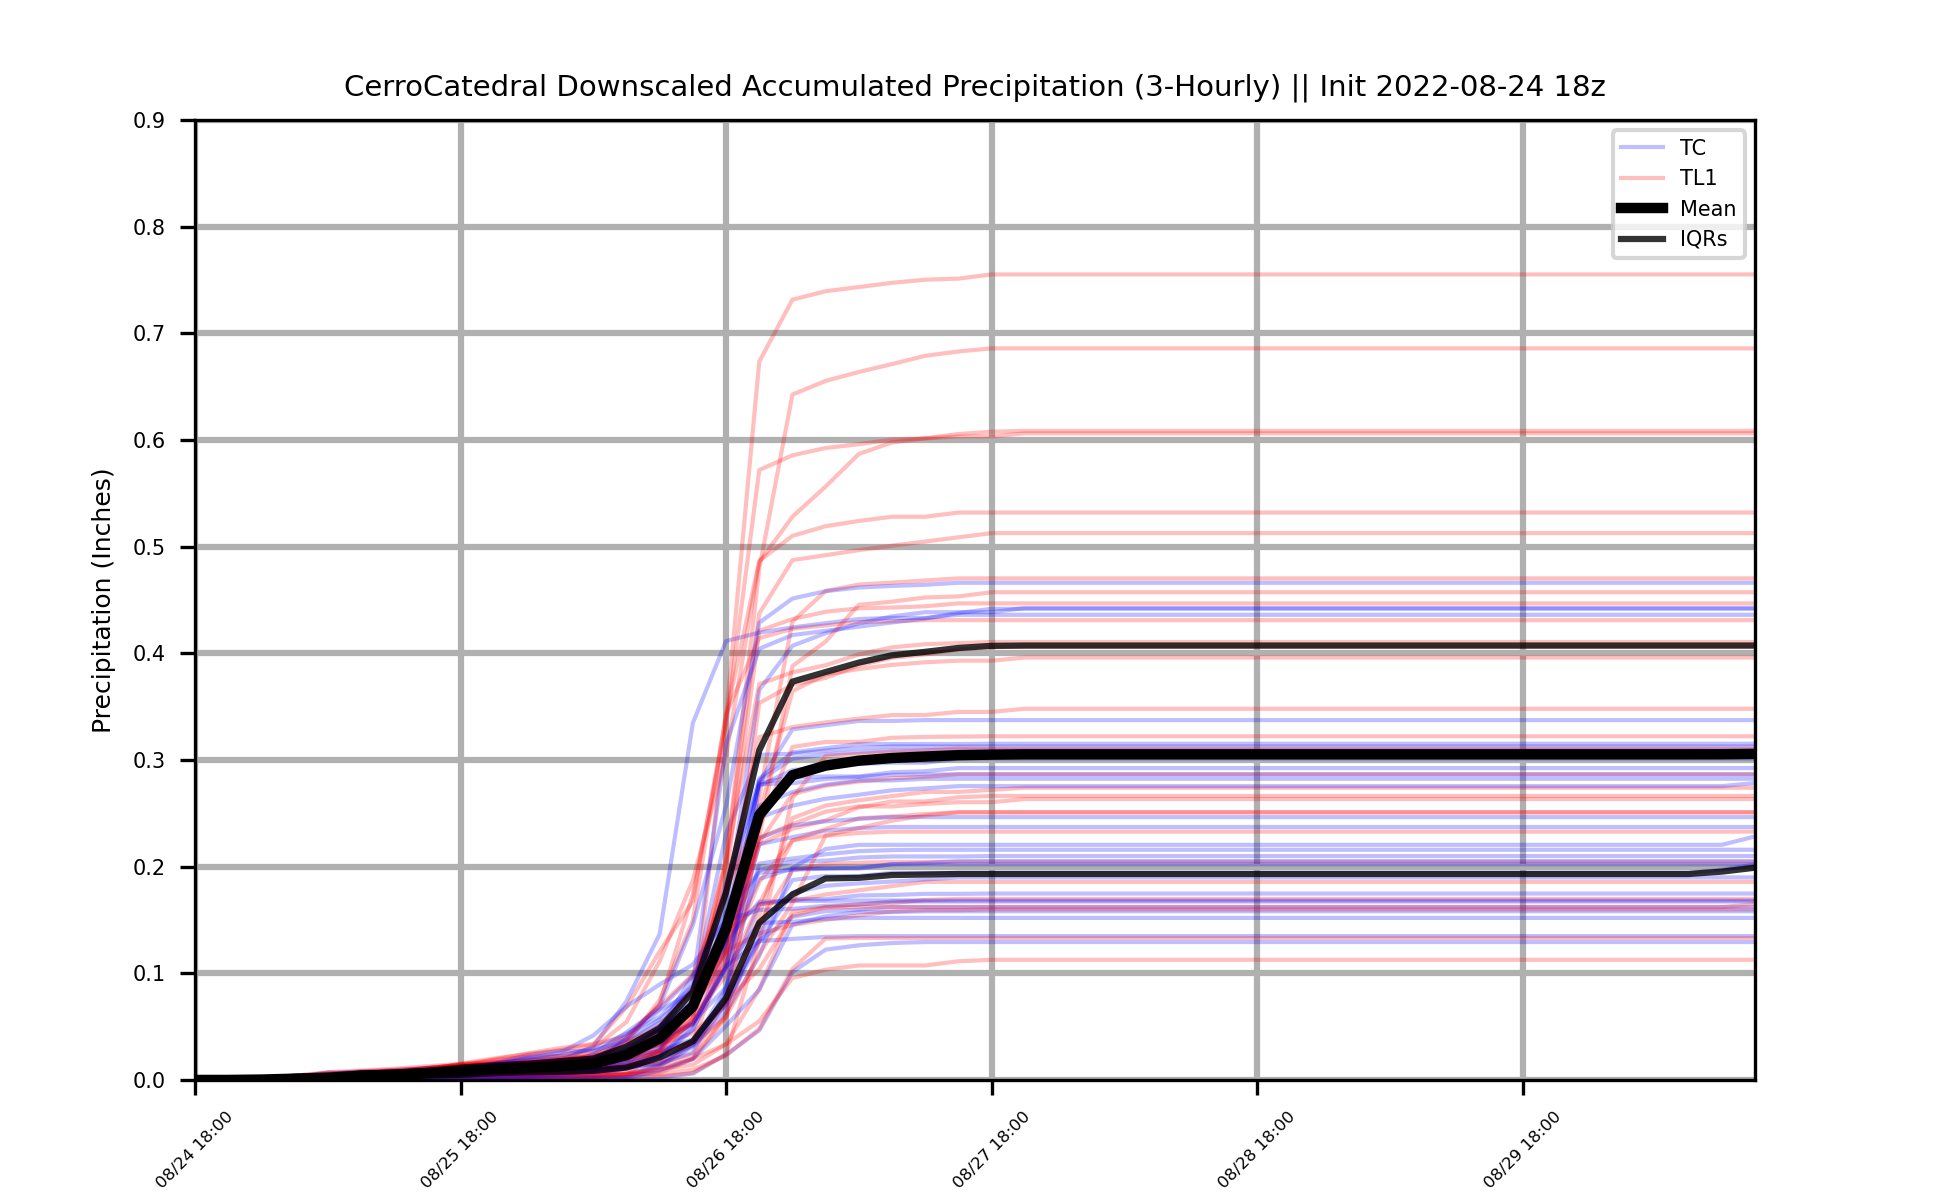 CerroCatedral Downscaled Accumulated Precipitation (3-Hourly) || Init 2022-08-24 18z
TC
TL1
Mean
IQRs
Precipitation (Inches)
0.9
0.8
0.7
0.6
0.5
0.4
0.3
0.2
0.1
0.0
08/24 18:00
08/25 18:00
08/26 18:00
08/27 18:00
08/28 18:00
08/29 18:00